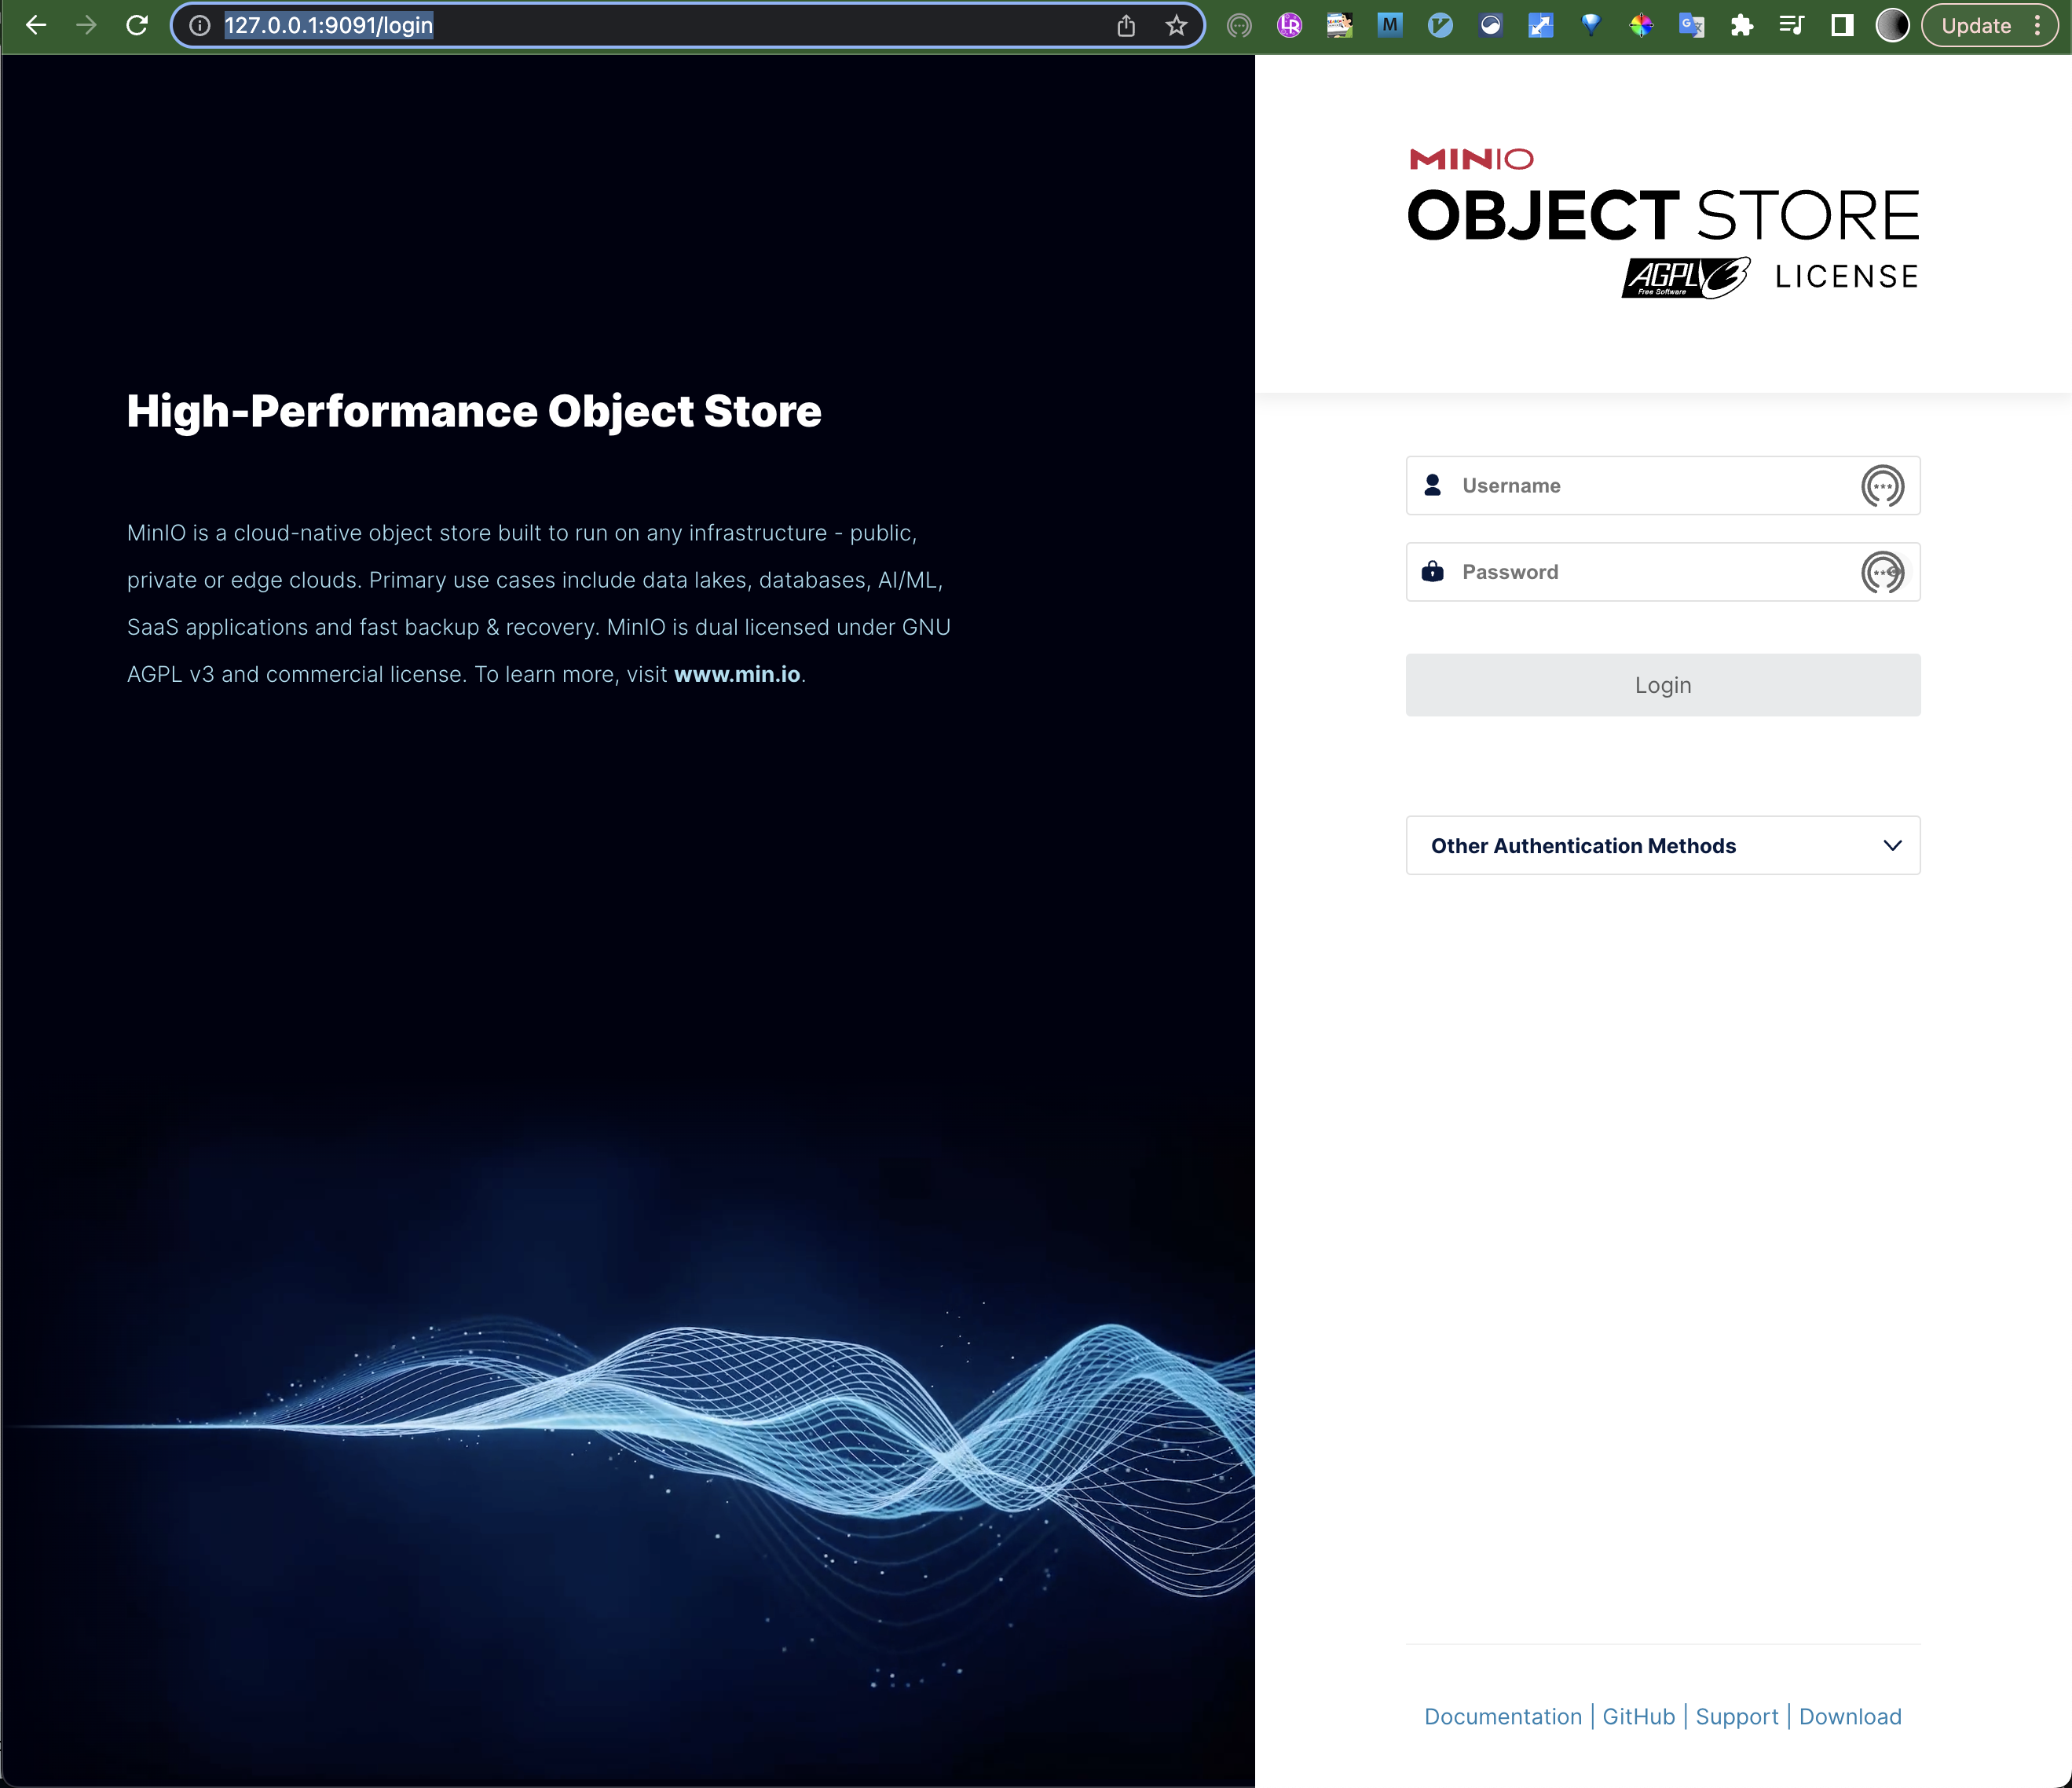 127.0.0.1:9091/login
Update
High-Performance Object Store
MinIO is a cloud-native object store built to run on any infrastructure - public,
private or edge clouds. Primary use cases include data lakes, databases, AI/ML,
SaaS applications and fast backup & recovery. MinIO is dual licensed under GNU
AGPL v3 and commercial license. To learn more, visit www.min.io.
MINIO
OBJECT STORE
AGPLv3 LICENSE
Free Software
Username
Password
Login
Other Authentication Methods
Documentation | GitHub | Support | Download